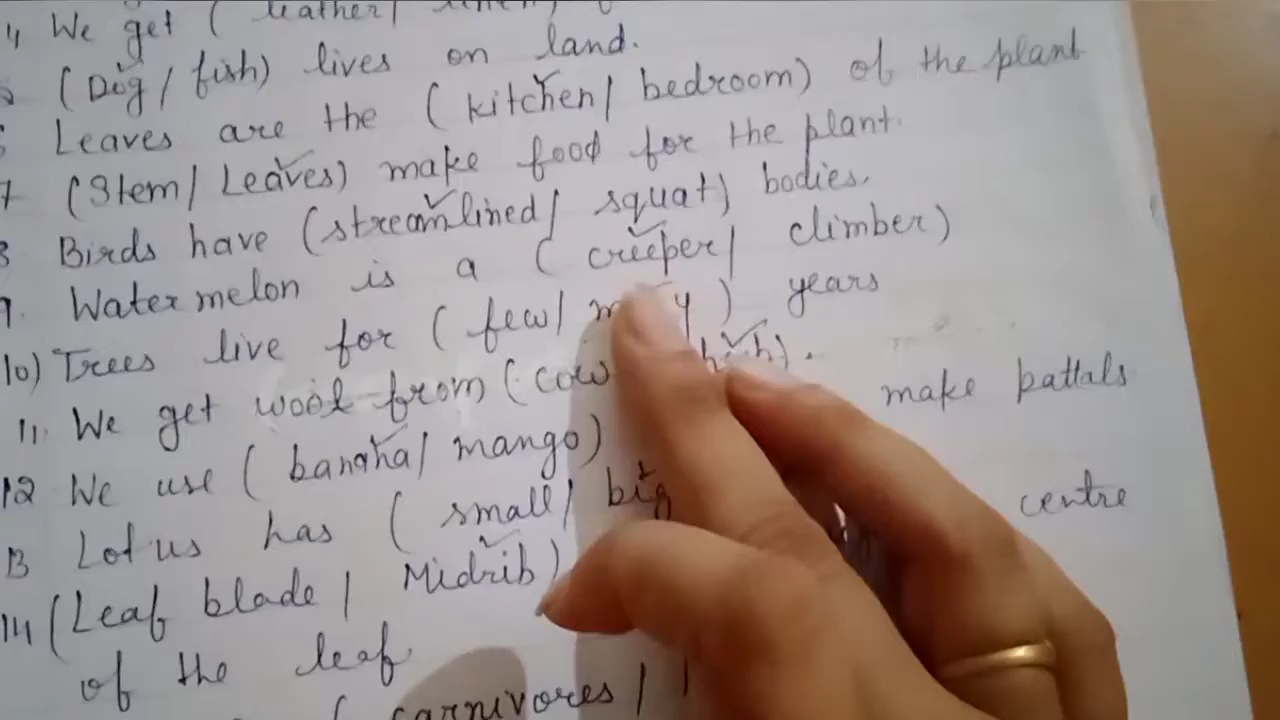 4, We get ( leather/
(Dog / fish) lives on land.
Leaves are the ( kitchen/ bedroom) of the plant
7 (Stem/ Leaves) make food for the plant.
8 Birds have (streamlined/ squat) bodies.
9. Watermelon is a ( creeper/ climber)
10) Trees live for ( few/ ) years
11. We get wool from (cow
12 We use ( banana/ mango) make pattals
13 Lotus has ( small/ big
14 (Leaf blade / Midrib) centre
of the leaf
( carnivores/